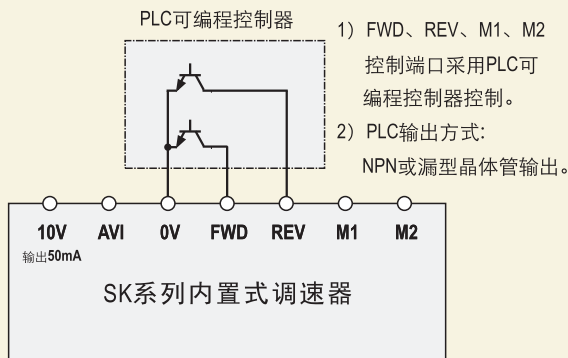 PLC可编程控制器
1）FWD、REV、M1、M2
控制端口采用PLC可
编程控制器控制。
2）PLC输出方式:
NPN或漏型晶体管输出。
10V AVI 0V FWD REV M1 M2
输出50mA
SK系列内置式调速器